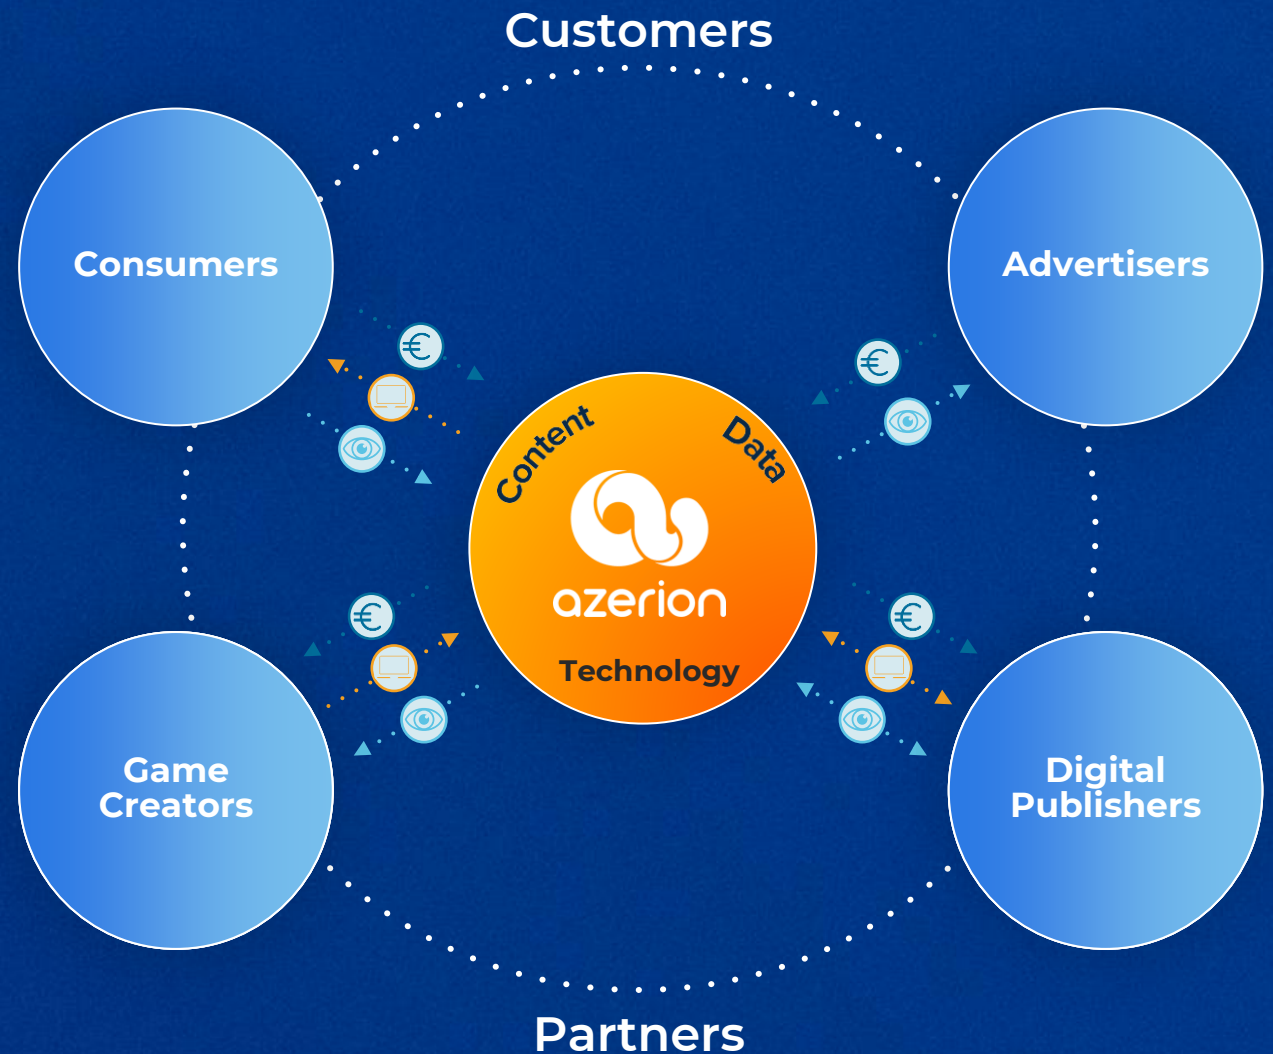 Customers
Consumers
Advertisers
€
€
Content
Data
azerion
Technology
€
€
Game
Creators
Digital
Publishers
Partners